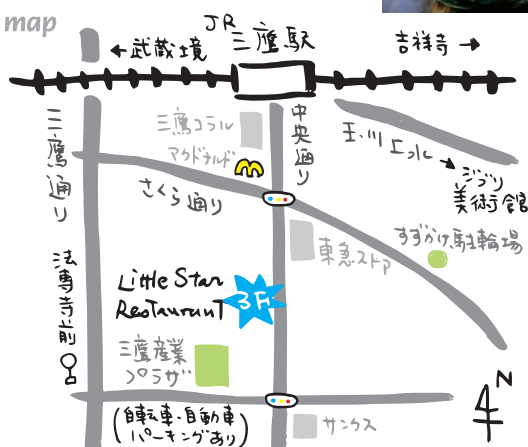 map
JR
三鷹駅
←武蔵境
吉祥寺→
三鷹通り
三鷹コラル
マクドナルド
中央通り
玉川上水
ジブリ
美術館
さくら通り
すずかけ駐輪場
東急ストア
法専寺前
Little Star
Restaurant
3F
三鷹産業
プラザ
(自転車・自動車
パーキングあり)
サンクス
N